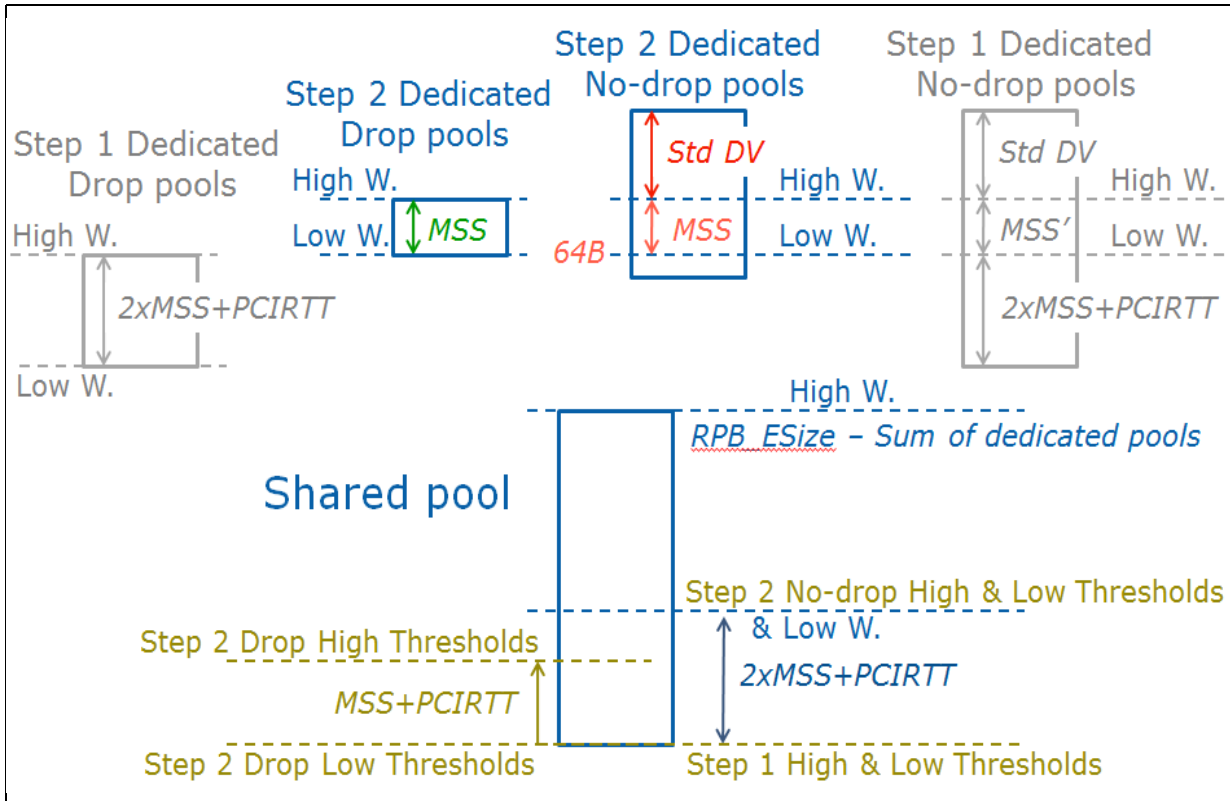 Step 2 Dedicated
No-drop pools
Step 1 Dedicated
No-drop pools
Step 2 Dedicated
Drop pools
Step 1 Dedicated
Drop pools
Std DV
Std DV
High W.
High W.
High W.
High W.
MSS
MSS
MSS'
Low W.
Low W.
Low W.
64B
2xMSS+PCIRTT
2xMSS+PCIRTT
Low W.
High W.
RPB_ESize – Sum of dedicated pools
Shared pool
Step 2 No-drop High & Low Thresholds
& Low W.
Step 2 Drop High Thresholds
2xMSS+PCIRTT
MSS+PCIRTT
Step 2 Drop Low Thresholds
Step 1 High & Low Thresholds